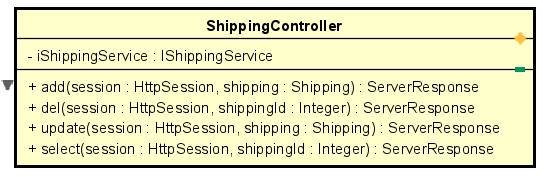 ShippingController
- iShippingService : IShippingService
+ add(session : HttpSession, shipping : Shipping) : ServerResponse
+ del(session : HttpSession, shippingId : Integer) : ServerResponse
+ update(session : HttpSession, shipping : Shipping) : ServerResponse
+ select(session : HttpSession, shippingId : Integer) : ServerResponse